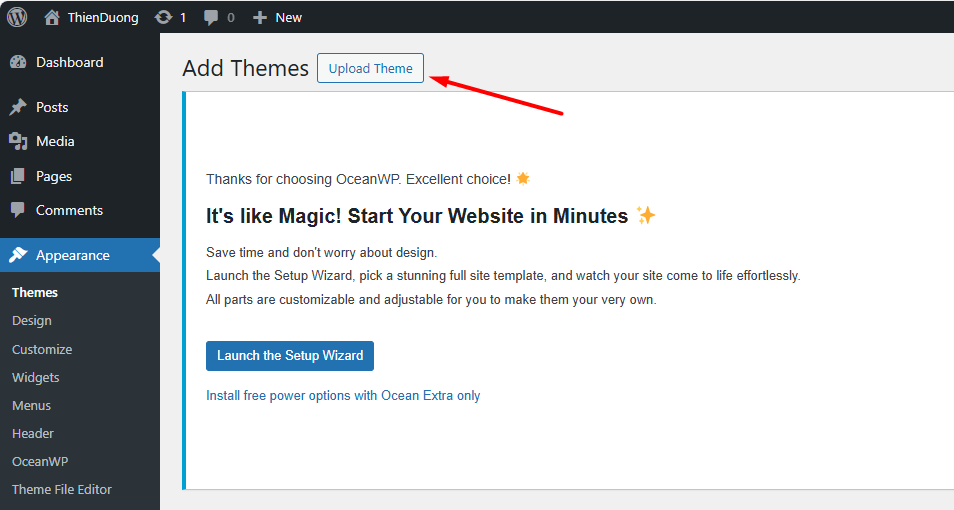 ThienDuong 1 0 New
Dashboard
Posts
Media
Pages
Comments
Appearance
Themes
Design
Customize
Widgets
Menus
Header
OceanWP
Theme File Editor
Add Themes Upload Theme
Thanks for choosing OceanWP. Excellent choice!
It's like Magic! Start Your Website in Minutes
Save time and don't worry about design.
Launch the Setup Wizard, pick a stunning full site template, and watch your site come to life effortlessly.
All parts are customizable and adjustable for you to make them your very own.
Launch the Setup Wizard
Install free power options with Ocean Extra only